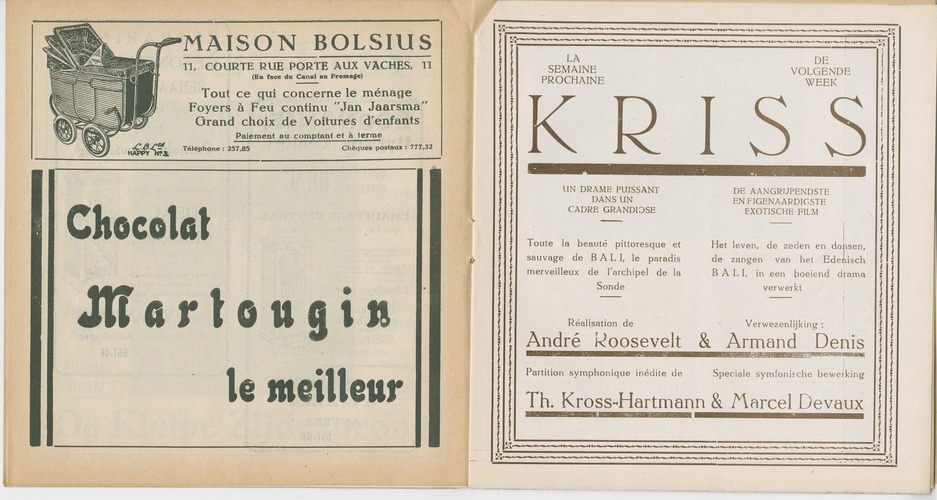 MAISON BOLSIUS
11, COURTE RUE PORTE AUX VACHES, 11
(En face du Canal au Fromage)
Tout ce qui concerne le ménage
Foyers à Feu continu "Jan Jaarsma"
Grand choix de Voitures d'enfants
Paiement au comptant et à terme
Téléphone : 257,85 Chèques postaux : 777,32
HAPPY Nº 3.
Chocolat
Martougin
le meilleur
LA
SEMAINE
PROCHAINE
DE
VOLGENDE
WEEK
KRISS
UN DRAME PUISSANT
DANS UN
CADRE GRANDIOSE
DE AANGRIJPENDSTE
EN EIGENAARDIGSTE
EXOTISCHE FILM
Toute la beauté pittoresque et
sauvage de BALI, le paradis
merveilleux de l'archipel de la
Sonde
Het leven, de zeden en dansen,
de zangen van het Edenisch
BALI, in een boeiend drama
verwerkt
Réalisation de Verwezenlijking :
André Roosevelt & Armand Denis
Partition symphonique inédite de Speciale symfonische bewerking
Th. Kross-Hartmann & Marcel Devaux